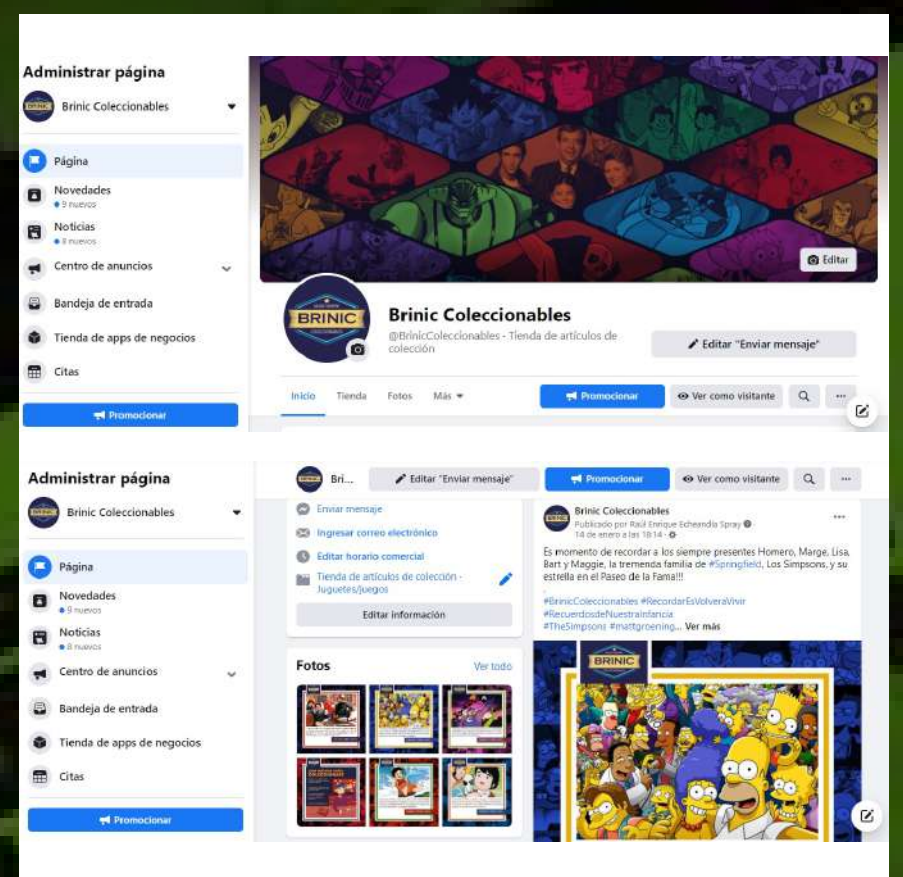 Administrar página
Brinic Coleccionables
Página
Novedades
9 nuevos
Noticias
8 nuevos
Centro de anuncios
Bandeja de entrada
Tienda de apps de negocios
Citas
Promocionar
Editar
BRINIC
Brinic Coleccionables
@BrinicColeccionables · Tienda de artículos de
colección
Editar "Enviar mensaje"
Inicio Tienda Fotos Más
Promocionar
Ver como visitante
Administrar página
Brinic Coleccionables
Página
Novedades
9 nuevos
Noticias
8 nuevos
Centro de anuncios
Bandeja de entrada
Tienda de apps de negocios
Citas
Promocionar
Bri...
Editar "Enviar mensaje"
Promocionar
Ver como visitante
Enviar mensaje
Ingresar correo electrónico
Editar horario comercial
Tienda de artículos de colección ·
Juguetes/juegos
Editar información
Fotos
Ver todo
Brinic Coleccionables
Publicado por Raúl Enrique Echeandia Spray
14 de enero a las 18:14 ·
Es momento de recordar a los siempre presentes Homero, Marge, Lisa,
Bart y Maggie, la tremenda familia de #Springfield, Los Simpsons, y su
estrella en el Paseo de la Fama!!!
.
#BrinicColeccionables #RecordarEsVolveraVivir
#RecuerdosdeNuestraInfancia
#TheSimpsons #mattgroening... Ver más
BRINIC